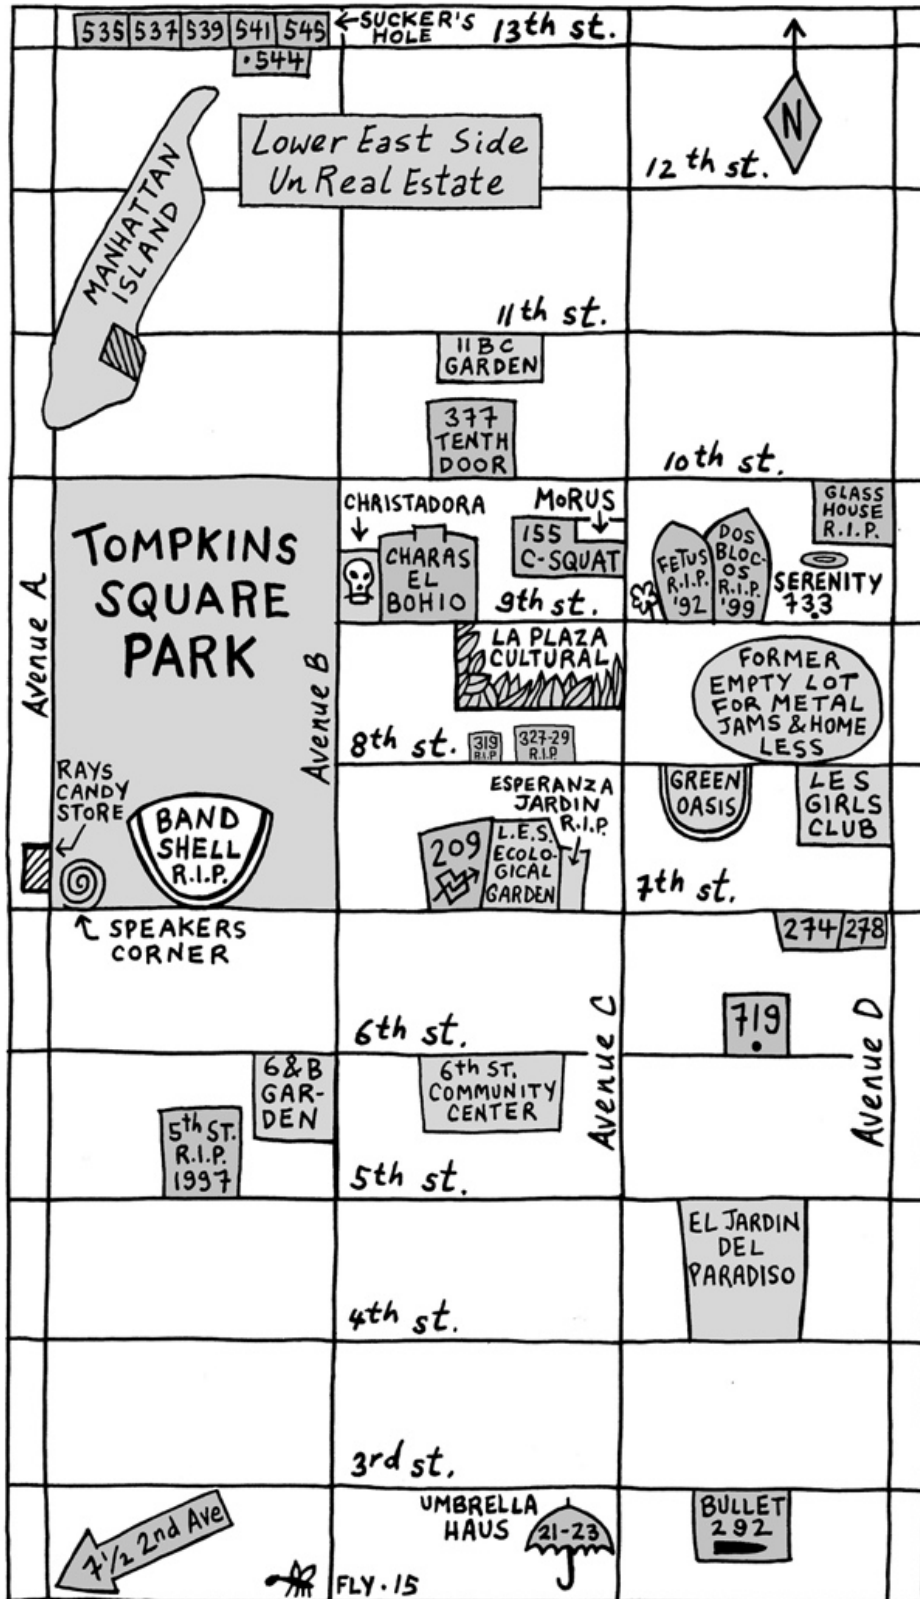 535 537 539 541 545
←SUCKER'S
HOLE
13th st.
·544
N
Lower East Side
UnReal Estate
12th st.
MANHATTAN
ISLAND
11th st.
11 BC
GARDEN
377
TENTH
DOOR
10th st.
TOMPKINS
SQUARE
PARK
Avenue A
Avenue B
CHRISTADORA
MoRUS
CHARAS
EL
BOHIO
155
C-SQUAT
9th st.
FETUS
R.I.P.
'92
DOS
BLOC-
OS
R.I.P.
'99
GLASS
HOUSE
R.I.P.
SERENITY
733
LA PLAZA
CULTURAL
FORMER
EMPTY LOT
FOR METAL
JAMS & HOME
LESS
8th st.
319
R.I.P
327-29
R.I.P.
RAYS
CANDY
STORE
BAND
SHELL
R.I.P.
ESPERANZA
JARDIN
R.I.P.
209
L.E.S.
ECOLO-
GICAL
GARDEN
GREEN
OASIS
LES
GIRLS
CLUB
7th st.
SPEAKERS
CORNER
274 278
719
6th st.
Avenue C
Avenue D
6&B
GAR-
DEN
5th ST.
R.I.P.
1997
6th ST.
COMMUNITY
CENTER
5th st.
EL JARDIN
DEL
PARADISO
4th st.
3rd st.
7 1/2 2nd Ave
UMBRELLA
HAUS
21-23
BULLET
292
FLY·15